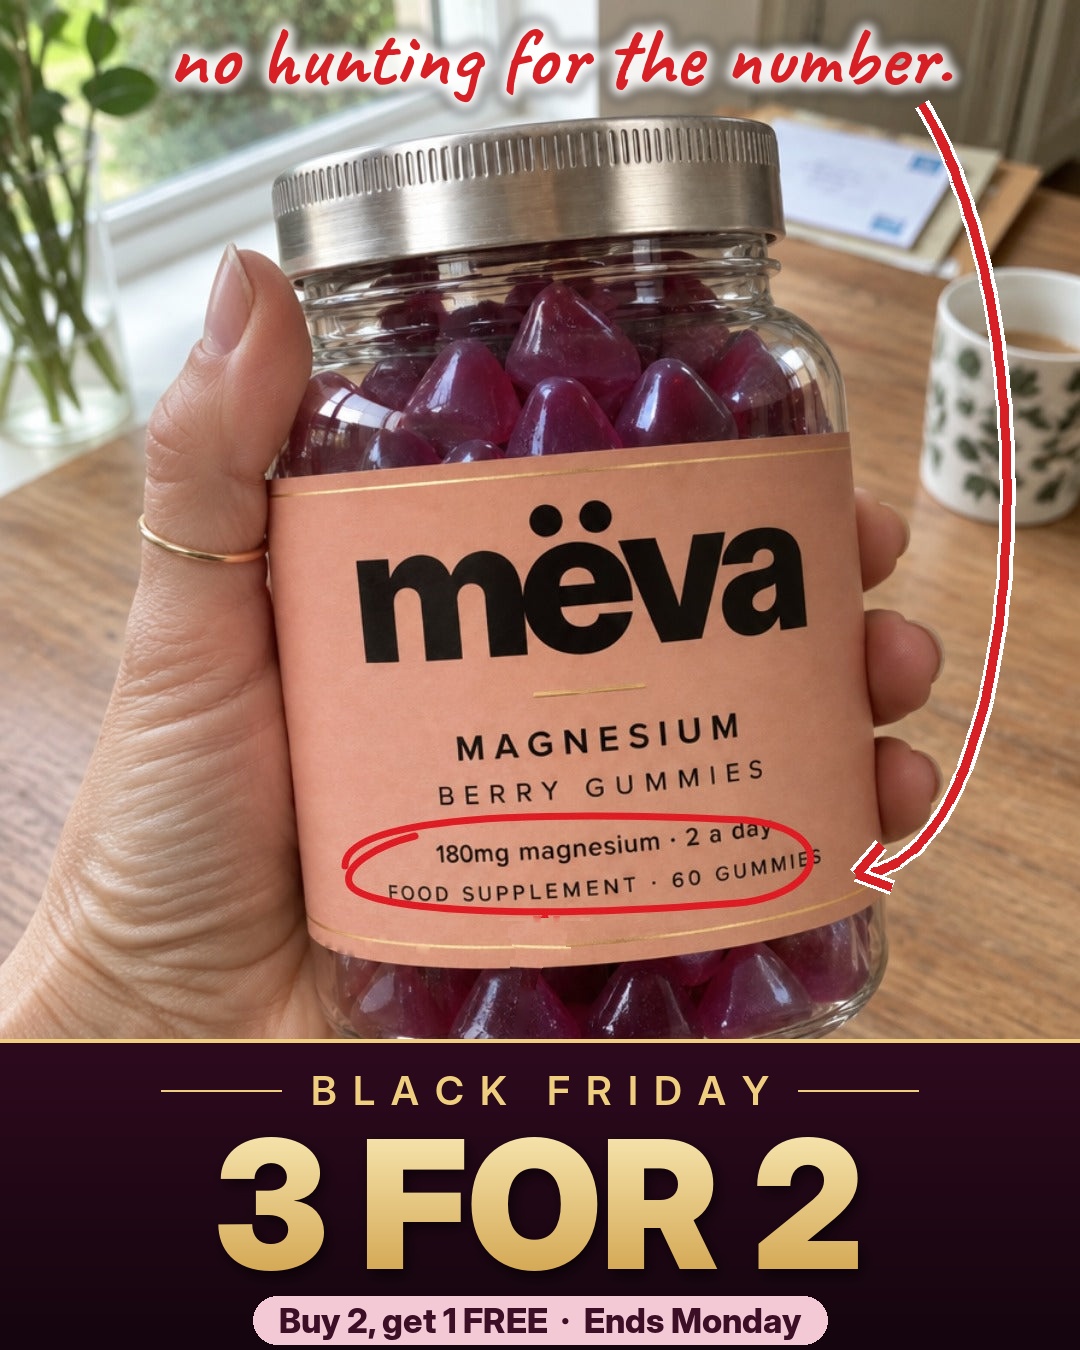 no hunting for the number.
mëva
MAGNESIUM
BERRY GUMMIES
180mg magnesium · 2 a day
FOOD SUPPLEMENT · 60 GUMMIES
BLACK FRIDAY
3 FOR 2
Buy 2, get 1 FREE · Ends Monday